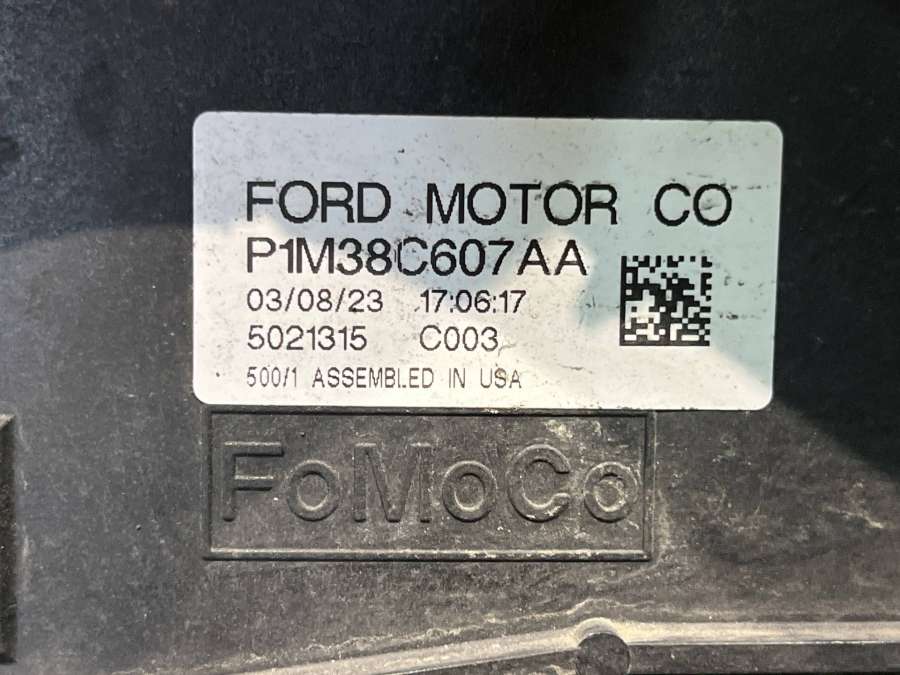 FORD MOTOR CO
P1M38C607AA
03/08/23 17:06:17
5021315 C003
500/1 ASSEMBLED IN USA
FoMoCo